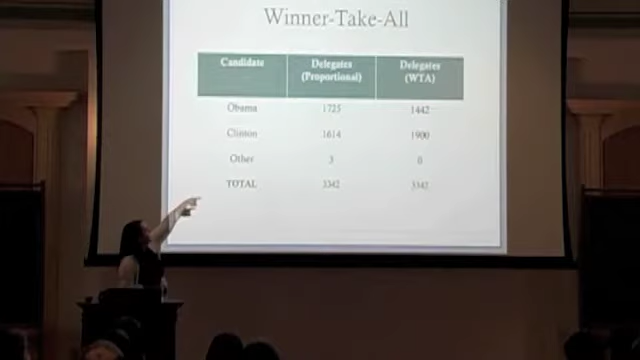 Winner-Take-All
Candidate Delegates (Proportional) Delegates (WTA)
Obama 1725 1442
Clinton 1614 1900
Other 3 0
TOTAL 3342 3342